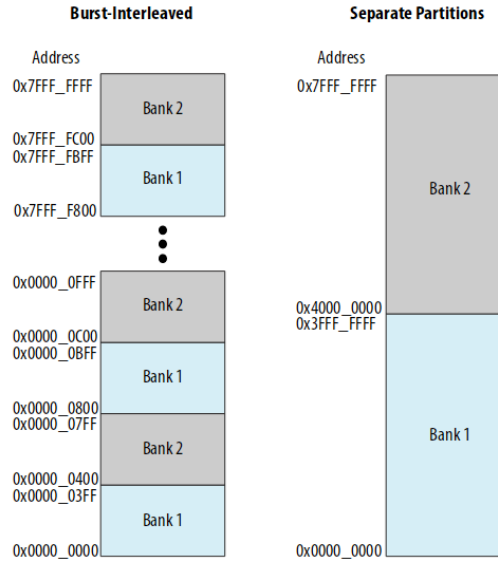 Burst-Interleaved
Address
0x7FFF_FFFF
Bank 2
0x7FFF_FC00
0x7FFF_FBFF
Bank 1
0x7FFF_F800
0x0000_0FFF
Bank 2
0x0000_0C00
0x0000_0BFF
Bank 1
0x0000_0800
0x0000_07FF
Bank 2
0x0000_0400
0x0000_03FF
Bank 1
0x0000_0000
Separate Partitions
Address
0x7FFF_FFFF
Bank 2
0x4000_0000
0x3FFF_FFFF
Bank 1
0x0000_0000